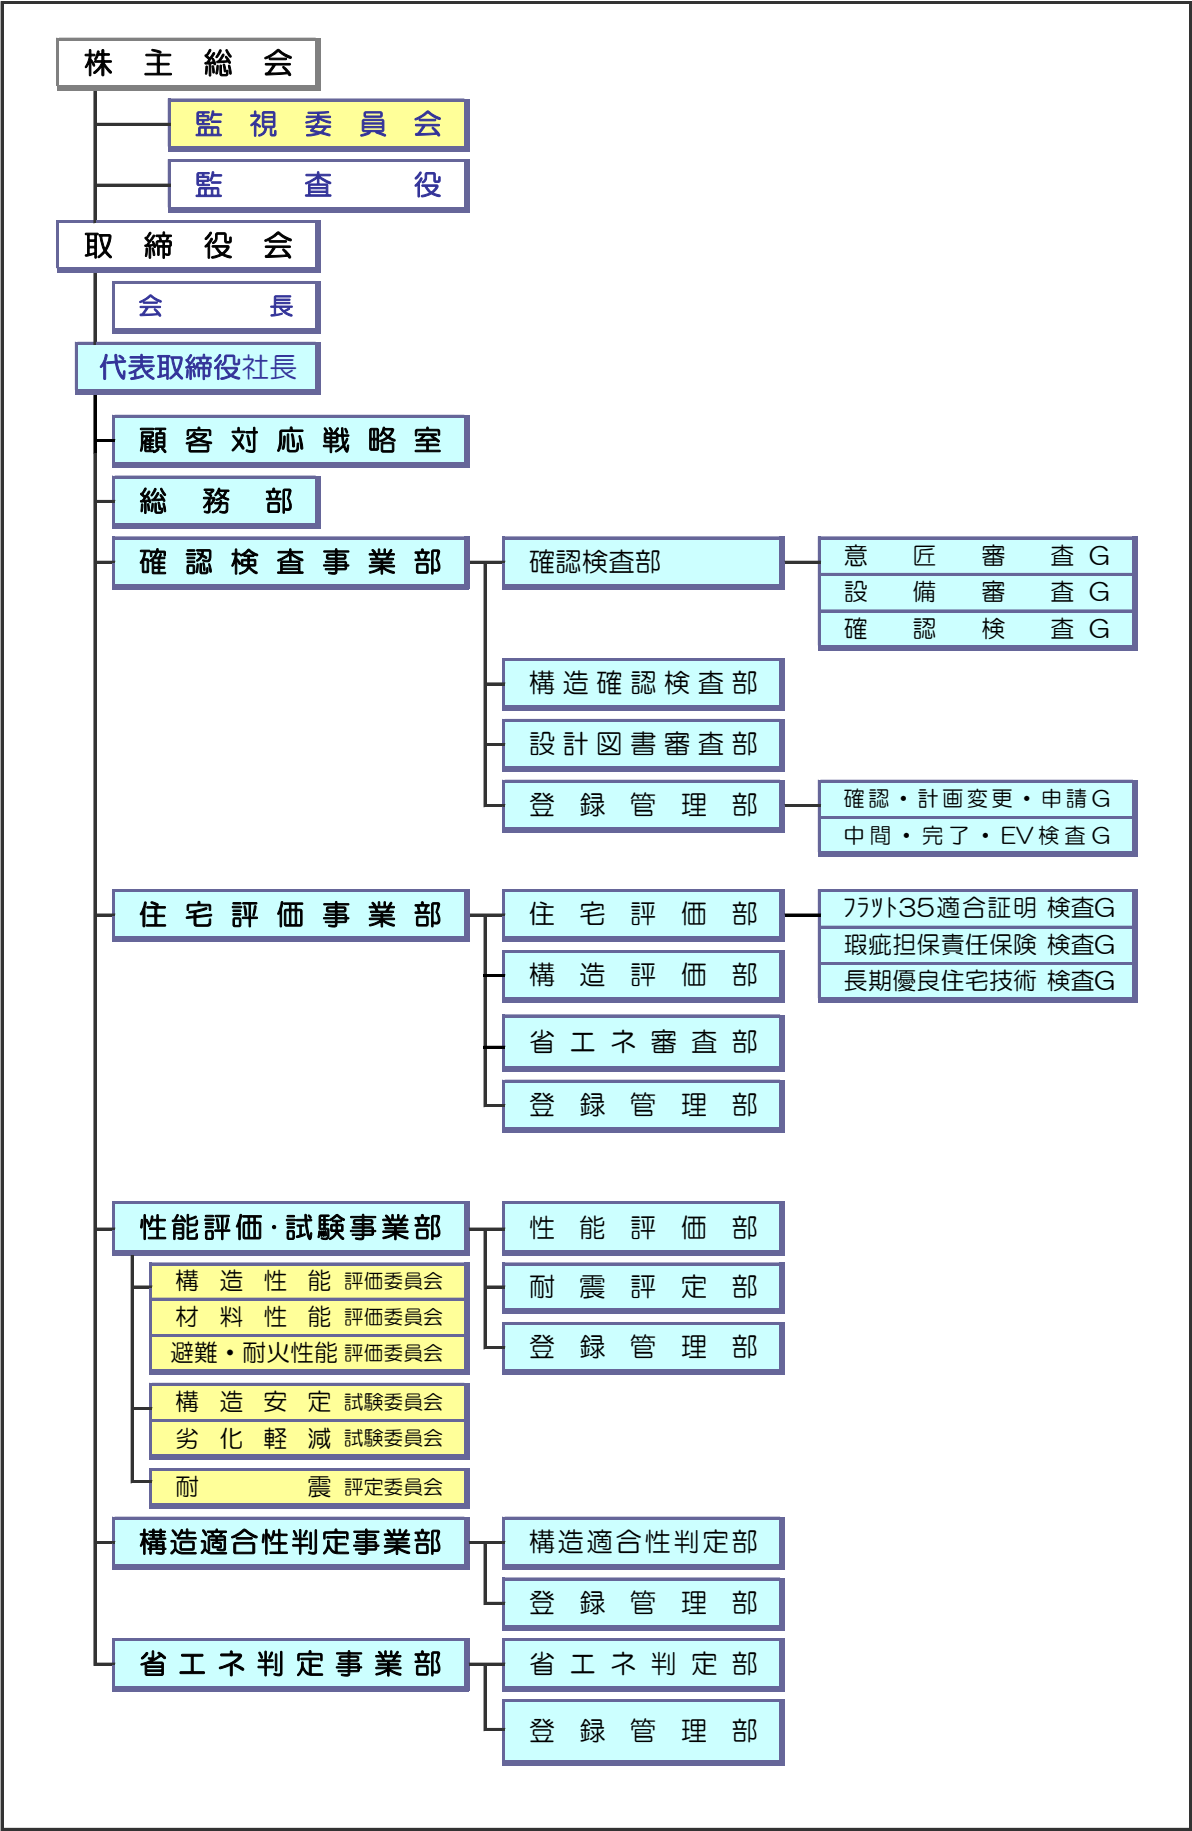 株主総会
監視委員会
監査役
取締役会
会長
代表取締役社長
顧客対応戦略室
総務部
確認検査事業部
確認検査部
意匠審査G
設備審査G
確認検査G
構造確認検査部
設計図書審査部
登録管理部
確認・計画変更・申請G
中間・完了・EV検査G
住宅評価事業部
住宅評価部
ﾌﾗｯﾄ35適合証明 検査G
瑕疵担保責任保険 検査G
長期優良住宅技術 検査G
構造評価部
省エネ審査部
登録管理部
性能評価・試験事業部
性能評価部
構造性能 評価委員会
材料性能 評価委員会
避難・耐火性能 評価委員会
耐震評定部
登録管理部
構造安定 試験委員会
劣化軽減 試験委員会
耐震 評定委員会
構造適合性判定事業部
構造適合性判定部
登録管理部
省エネ判定事業部
省エネ判定部
登録管理部